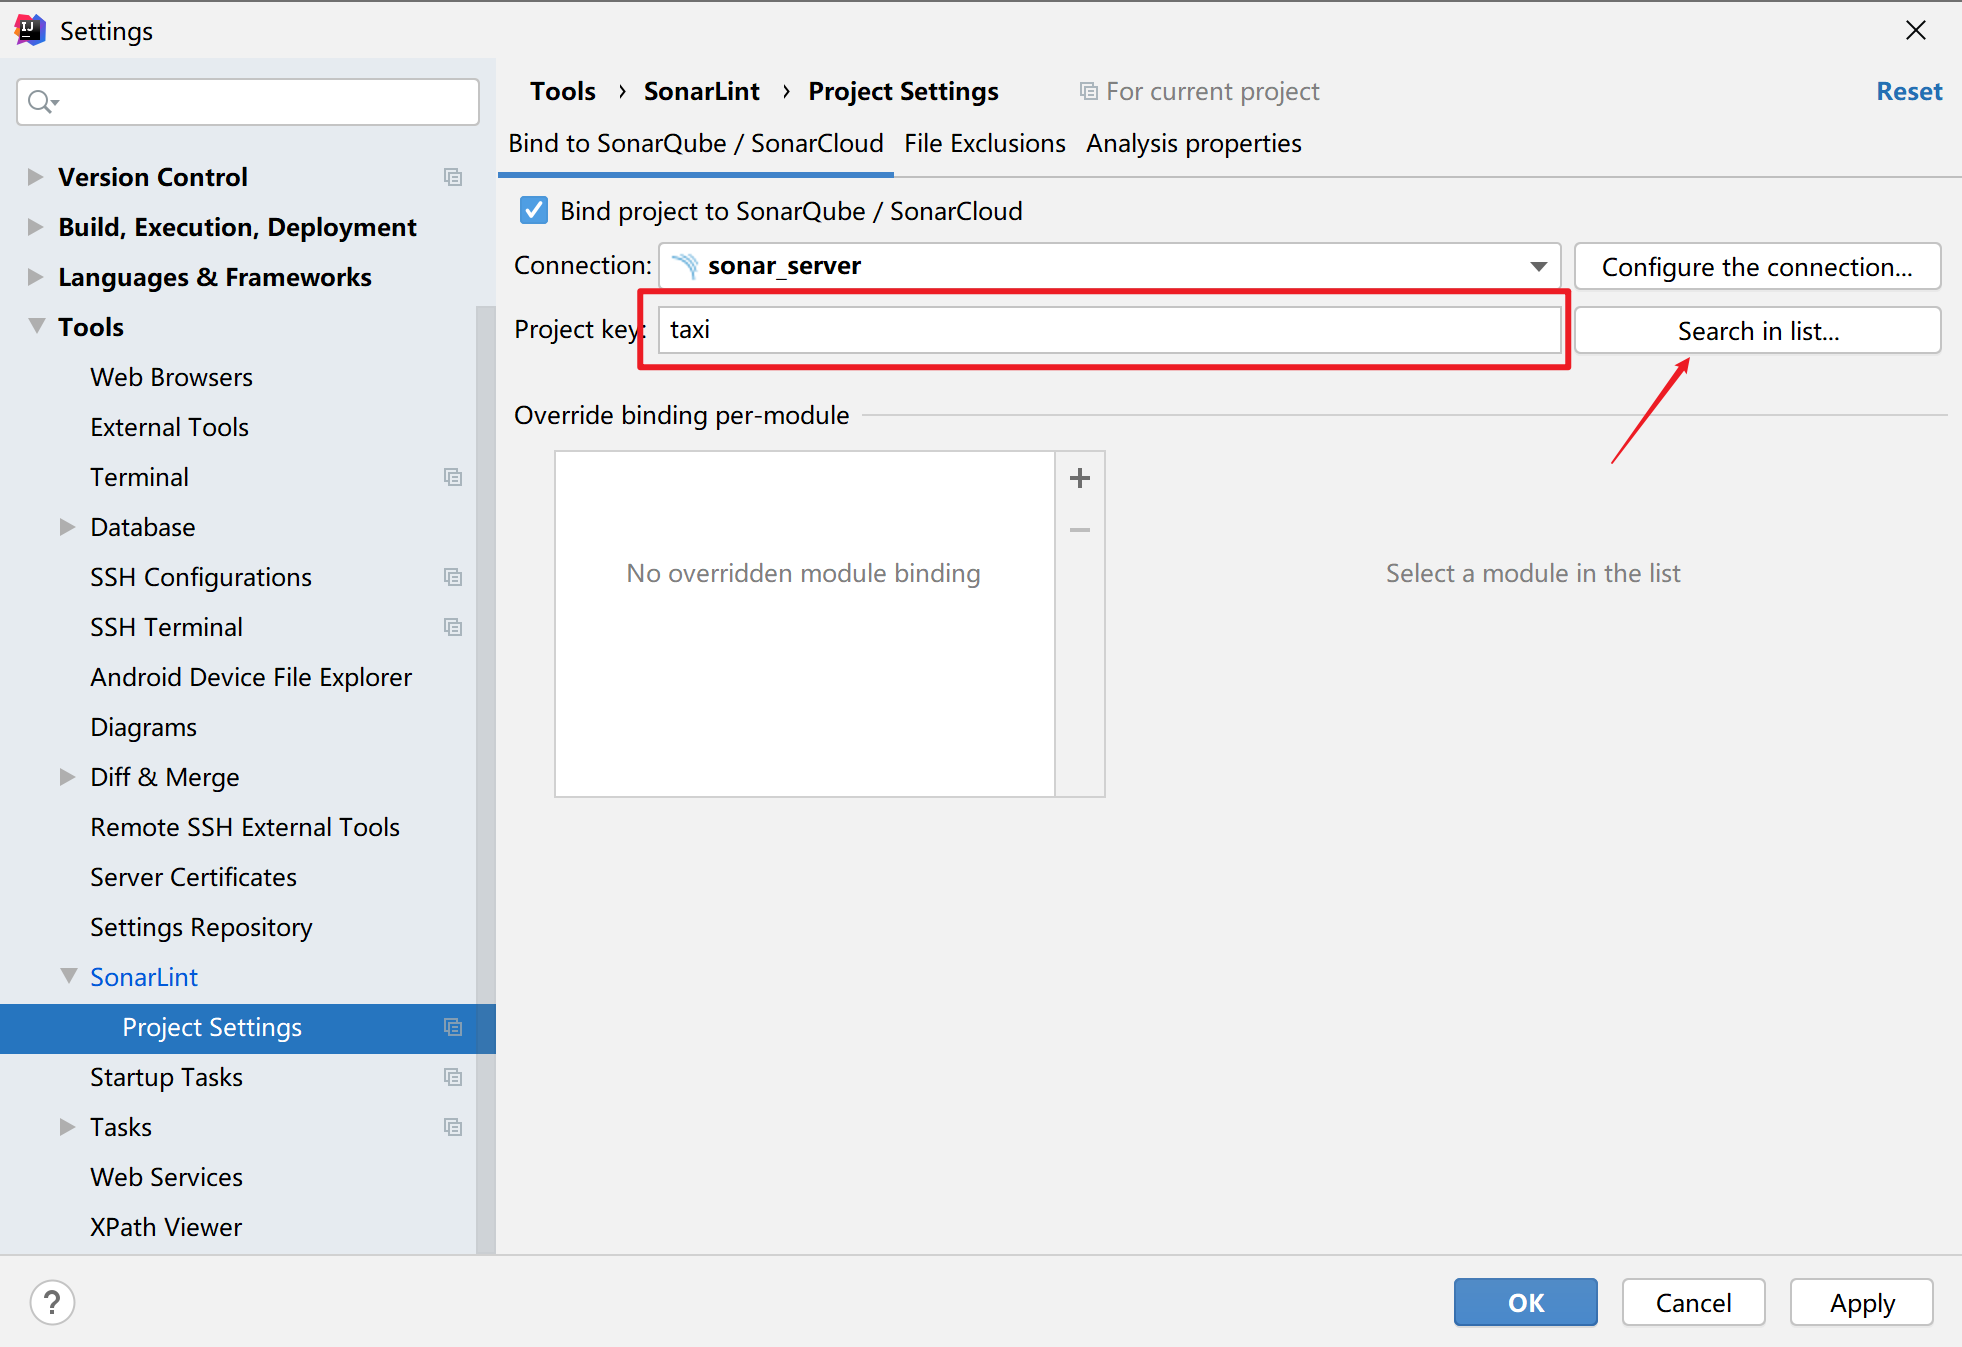 Settings
Tools › SonarLint › Project Settings For current project Reset
Bind to SonarQube / SonarCloud File Exclusions Analysis properties
Version Control
Build, Execution, Deployment
Languages & Frameworks
Tools
Web Browsers
External Tools
Terminal
Database
SSH Configurations
SSH Terminal
Android Device File Explorer
Diagrams
Diff & Merge
Remote SSH External Tools
Server Certificates
Settings Repository
SonarLint
Project Settings
Startup Tasks
Tasks
Web Services
XPath Viewer
Bind project to SonarQube / SonarCloud
Connection: sonar_server Configure the connection...
Project key: taxi Search in list...
Override binding per-module
No overridden module binding
Select a module in the list
? OK Cancel Apply